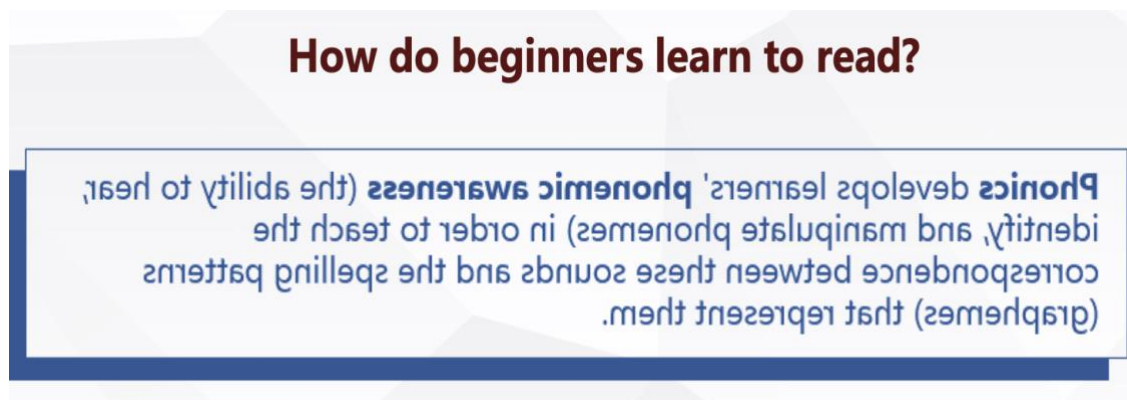 How do beginners learn to read?
Phonics develops learners' phonemic awareness (the ability to hear,
identify, and manipulate phonemes) in order to teach the
correspondence between these sounds and the spelling patterns
(graphemes) that represent them.